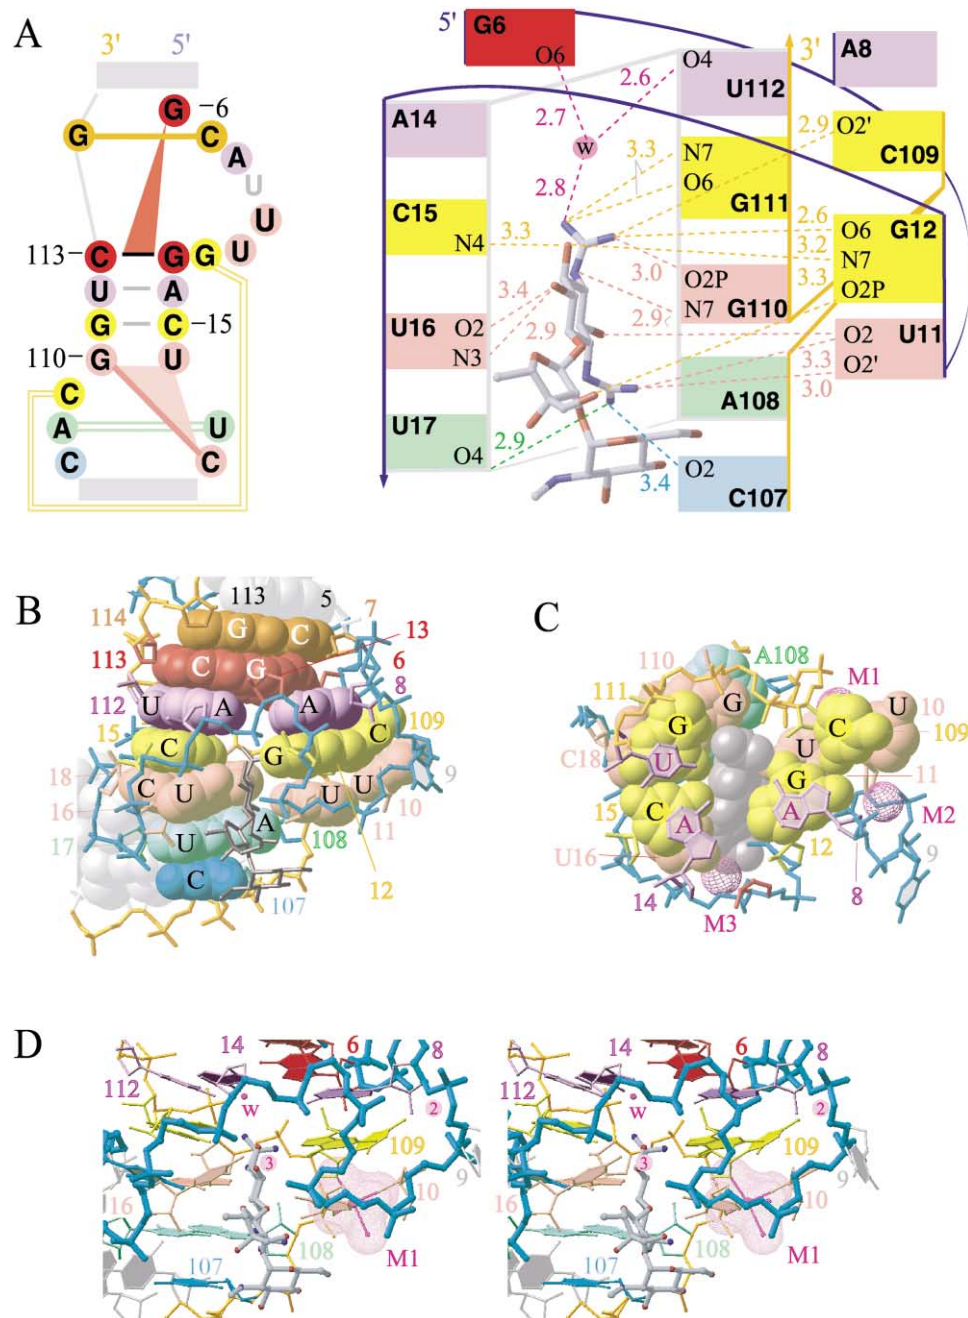 A
3' 5'
G –6
G C
A
U
U
113– C G G U
U A
G C –15
110– G U
C
A U
C C
5' G6 3'
O6 O4 A8
2.6 U112
A14 2.7 2.9 O2'
w 3.3 N7 C109
2.8 O6
C15 G111 2.6 O6 G12
N4 3.3 3.2 N7
3.0 O2P 3.3 O2P
3.4 N7 G110
U16 O2 2.9 2.9 O2 U11
N3 3.3 O2'
A108 3.0
U17
O4 2.9 O2
3.4 C107
B
113 5 7
114 G C 13
113 C G 6
112 U A A 8
15 C G C 109
18 C U U U 9
16 10
17 U A 11
108
C 12
107
C
A108 M1
110
111 G G U 10
C U 109
C18 U G 11
15 C A A M2
U16 12 9
14 8
M3
D
14 6 8 14 6 8
112 w 2 112 w 2
3 109 3 109
9 9
16 10 16 10
108 108
107 M1 107 M1